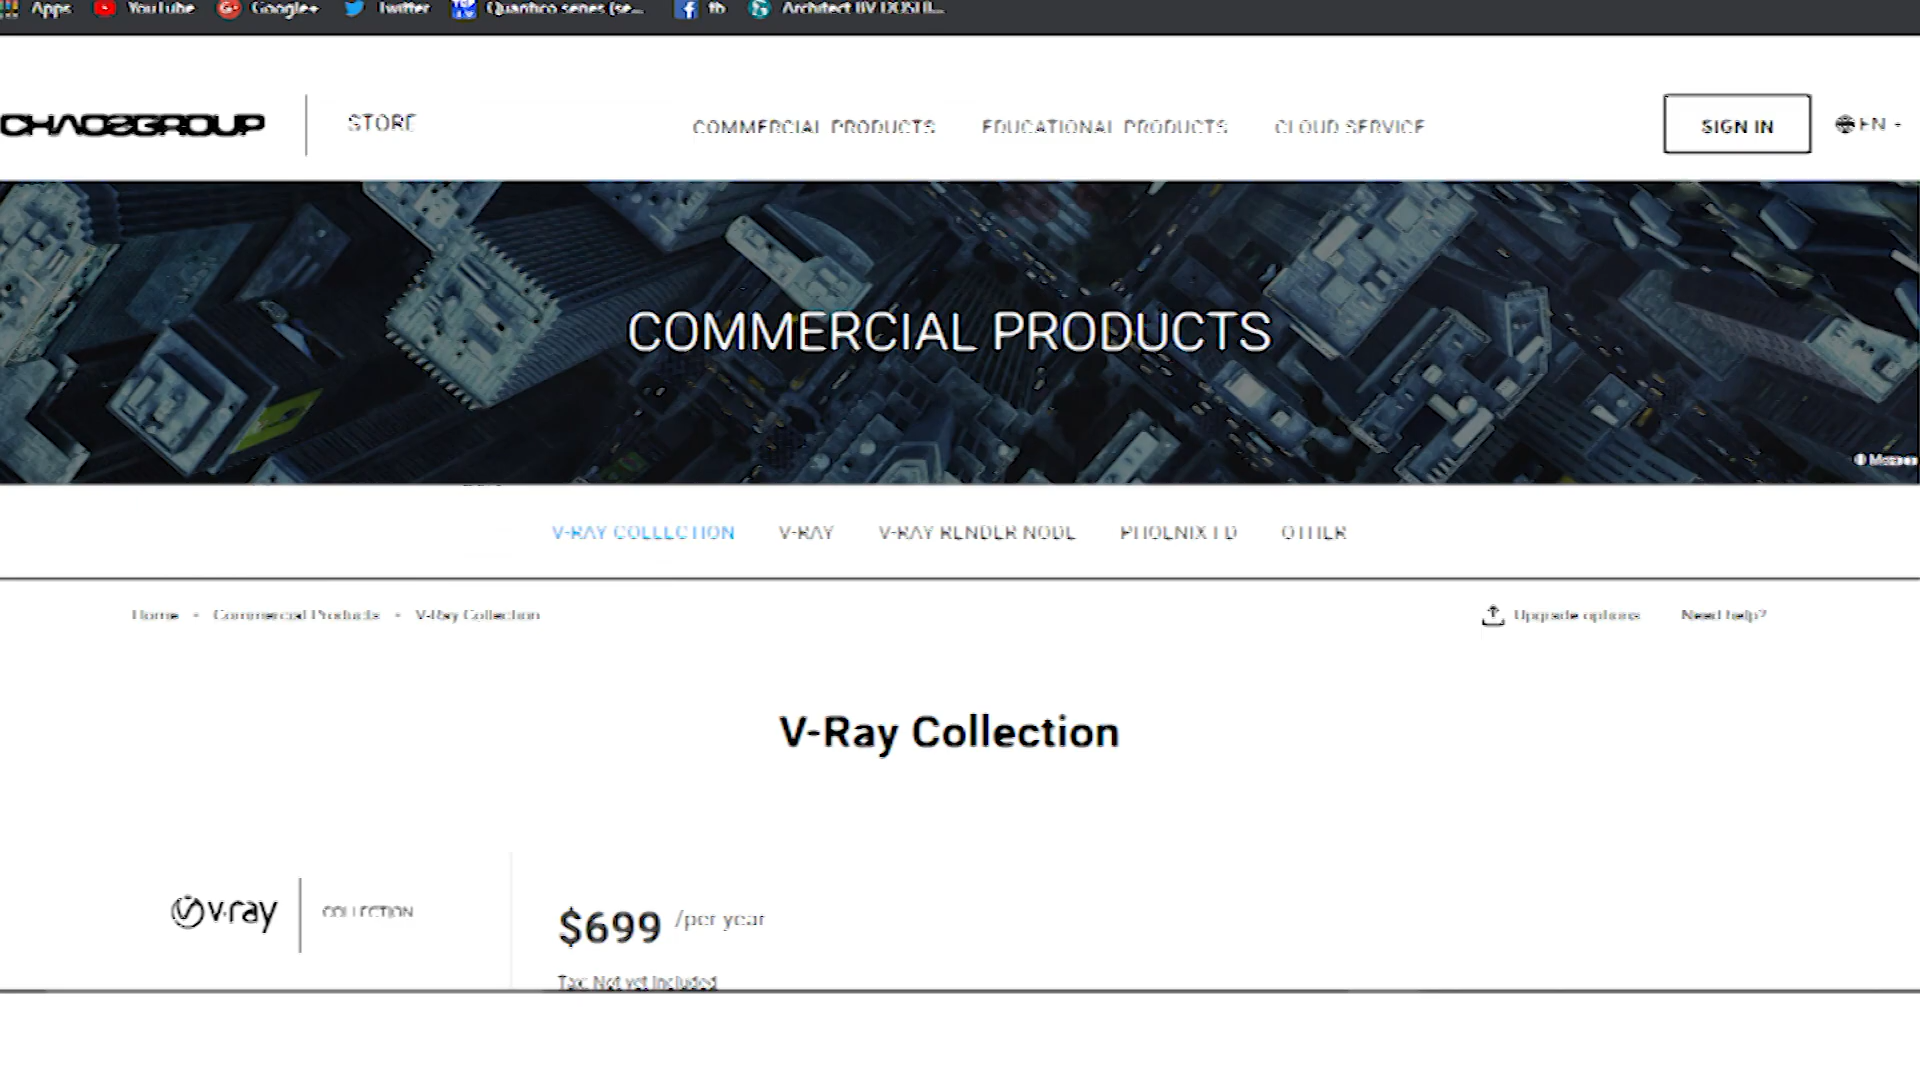 Apps YouTube Google+ Twitter Quantico series (se... fb Architect BV DOSHI...
CHAOSGROUP STORE COMMERCIAL PRODUCTS EDUCATIONAL PRODUCTS CLOUD SERVICE SIGN IN EN
COMMERCIAL PRODUCTS
V-RAY COLLECTION V-RAY V-RAY RENDER NODE PHOENIX FD OTHER
Home • Commercial Products • V-Ray Collection Upgrade options Need help?
V-Ray Collection
v-ray COLLECTION
$699 /per year
Tax: Not yet included